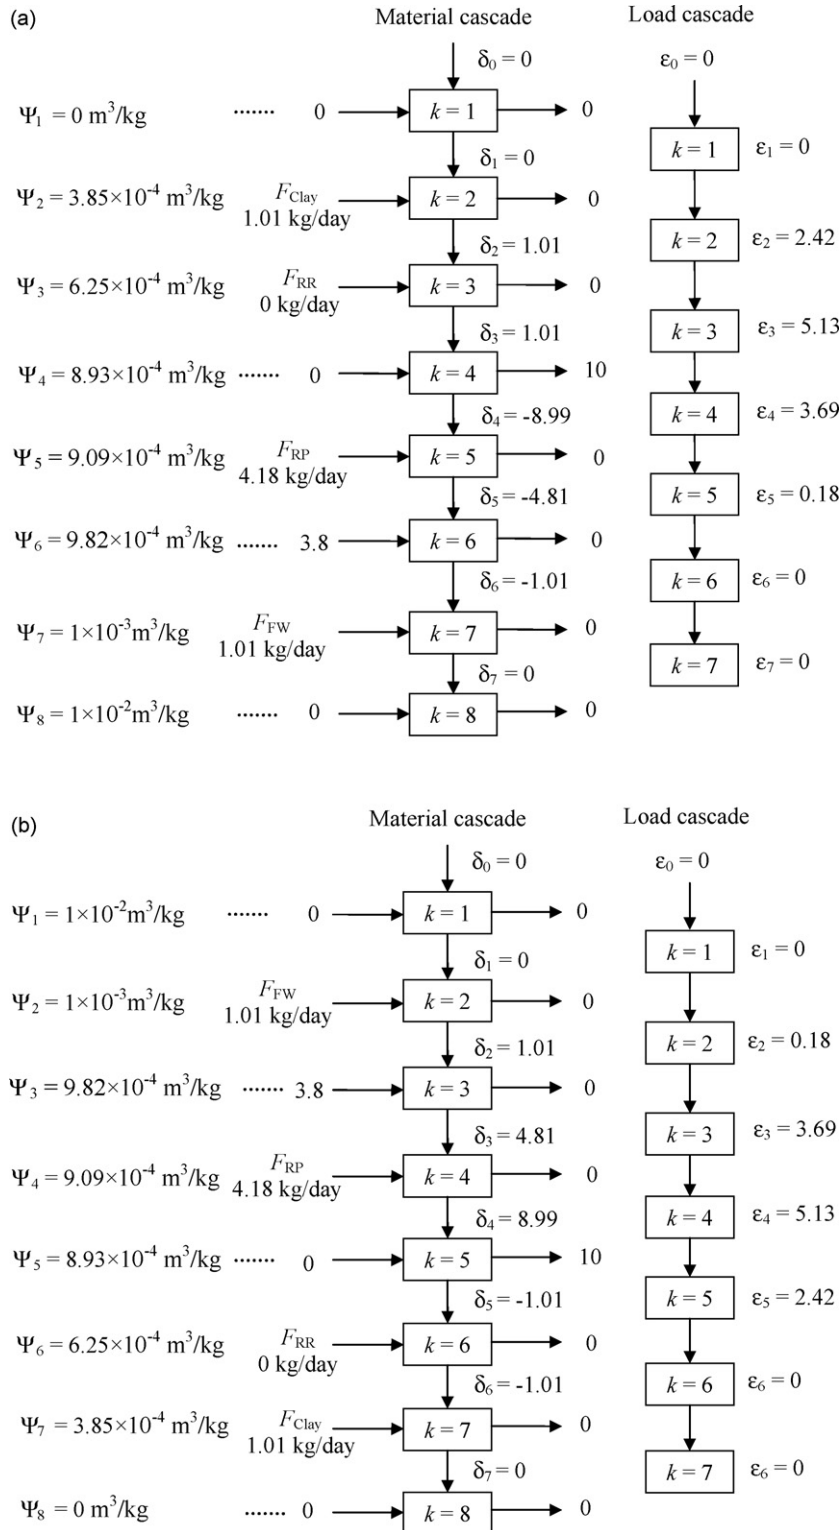 (a)
Material cascade
Load cascade
δ₀ = 0
ε₀ = 0
Ψ₁ = 0 m³/kg ....... 0 k = 1 0
k = 1 ε₁ = 0
δ₁ = 0
Ψ₂ = 3.85×10⁻⁴ m³/kg F_Clay k = 2 0
1.01 kg/day
k = 2 ε₂ = 2.42
δ₂ = 1.01
Ψ₃ = 6.25×10⁻⁴ m³/kg F_RR k = 3 0
0 kg/day
k = 3 ε₃ = 5.13
δ₃ = 1.01
Ψ₄ = 8.93×10⁻⁴ m³/kg ....... 0 k = 4 10
k = 4 ε₄ = 3.69
δ₄ = -8.99
Ψ₅ = 9.09×10⁻⁴ m³/kg F_RP k = 5 0
4.18 kg/day
k = 5 ε₅ = 0.18
δ₅ = -4.81
Ψ₆ = 9.82×10⁻⁴ m³/kg ....... 3.8 k = 6 0
k = 6 ε₆ = 0
δ₆ = -1.01
Ψ₇ = 1×10⁻³m³/kg F_FW k = 7 0
1.01 kg/day
k = 7 ε₇ = 0
δ₇ = 0
Ψ₈ = 1×10⁻²m³/kg ....... 0 k = 8 0
(b)
Material cascade
Load cascade
δ₀ = 0
ε₀ = 0
Ψ₁ = 1×10⁻²m³/kg ....... 0 k = 1 0
k = 1 ε₁ = 0
δ₁ = 0
Ψ₂ = 1×10⁻³m³/kg F_FW k = 2 0
1.01 kg/day
k = 2 ε₂ = 0.18
δ₂ = 1.01
Ψ₃ = 9.82×10⁻⁴ m³/kg ....... 3.8 k = 3 0
k = 3 ε₃ = 3.69
δ₃ = 4.81
Ψ₄ = 9.09×10⁻⁴ m³/kg F_RP k = 4 0
4.18 kg/day
k = 4 ε₄ = 5.13
δ₄ = 8.99
Ψ₅ = 8.93×10⁻⁴ m³/kg ....... 0 k = 5 10
k = 5 ε₅ = 2.42
δ₅ = -1.01
Ψ₆ = 6.25×10⁻⁴ m³/kg F_RR k = 6 0
0 kg/day
k = 6 ε₆ = 0
δ₆ = -1.01
Ψ₇ = 3.85×10⁻⁴ m³/kg F_Clay k = 7 0
1.01 kg/day
k = 7 ε₆ = 0
δ₇ = 0
Ψ₈ = 0 m³/kg ....... 0 k = 8 0